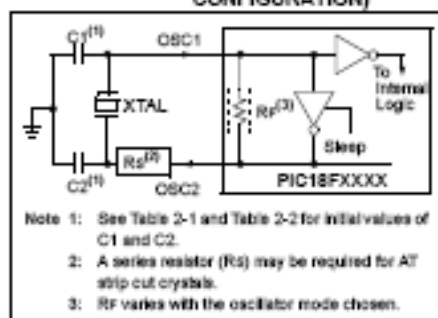 CONFIGURATION)
C1(1)
OSC1
To
Internal
Logic
XTAL
RF(3)
Sleep
C2(1)
RS(2)
OSC2
PIC18FXXXX
Note 1: See Table 2-1 and Table 2-2 for initial values of
C1 and C2.
2: A series resistor (RS) may be required for AT
strip cut crystals.
3: RF varies with the oscillator mode chosen.